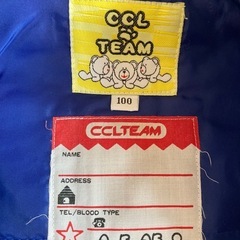 CCL
TEAM
100
CCLTEAM
NAME
ADDRESS
TEL/BLOOD TYPE